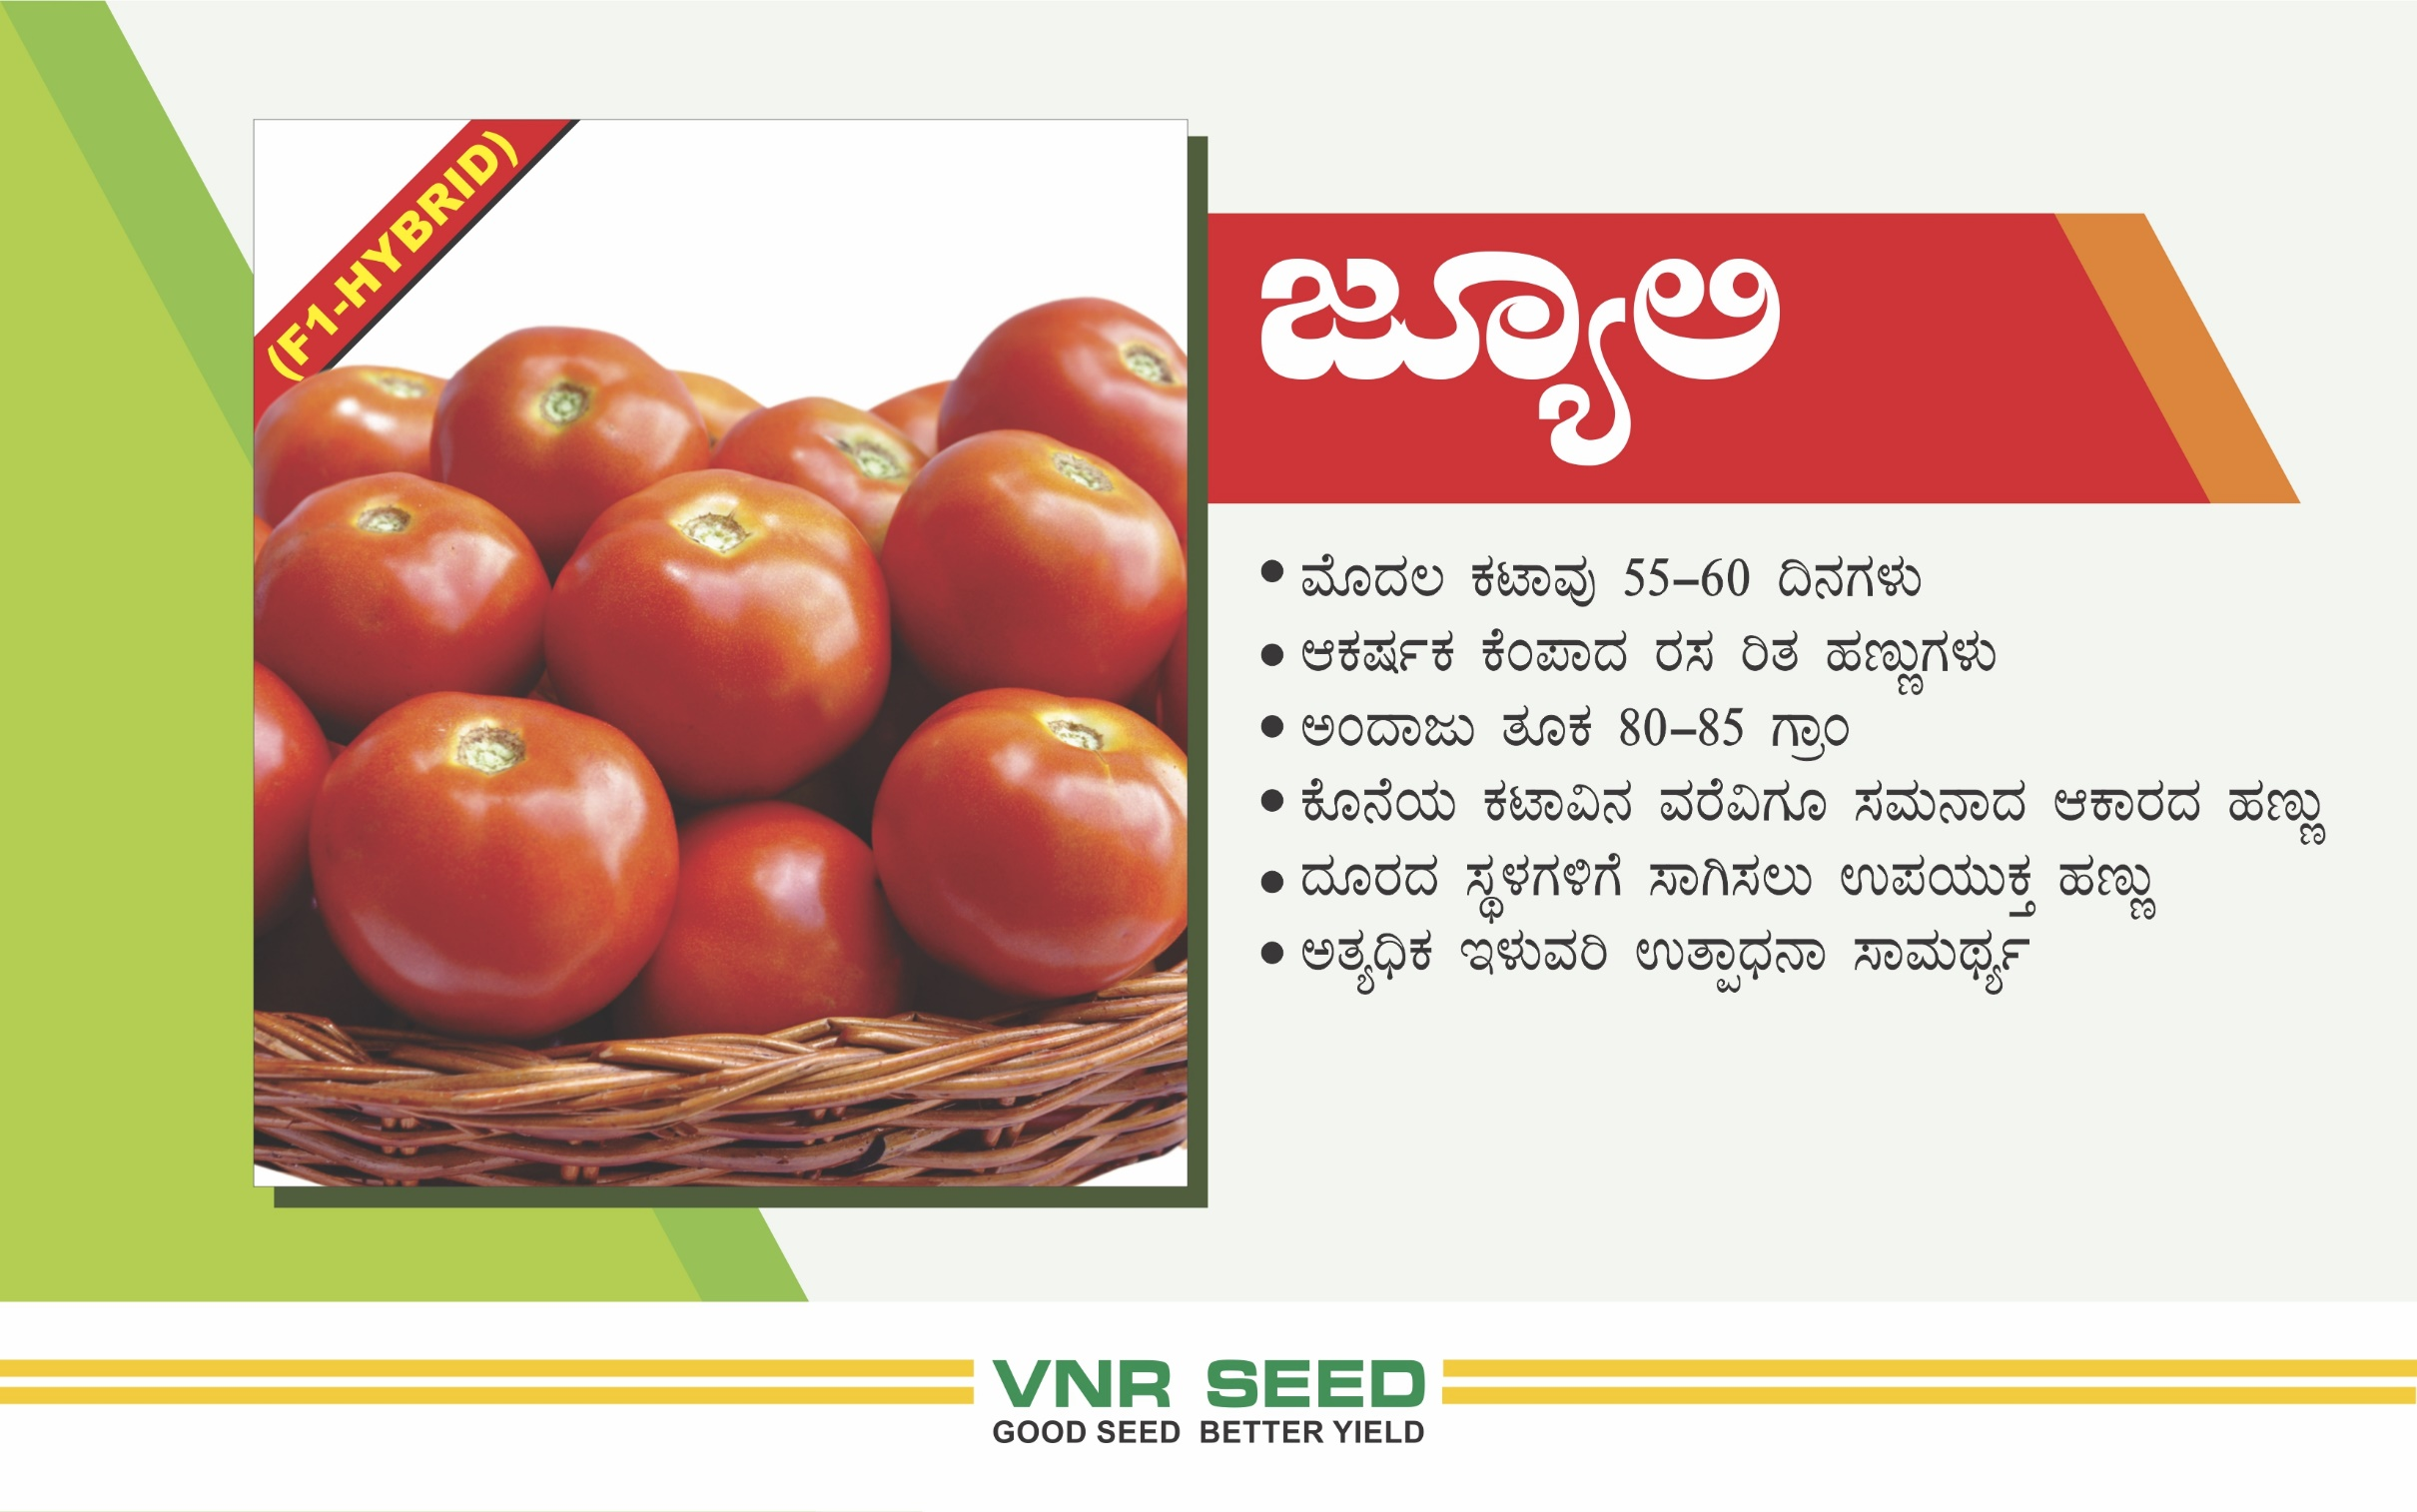 (F1-HYBRID))
ಜ್ಯೂಲಿ
• ಮೊದಲ ಕಟಾವು 55–60 ದಿನಗಳು
• ಆಕರ್ಷಕ ಕೆಂಪಾದ ರಸ ರಿತ ಹಣ್ಣುಗಳು
• ಅಂದಾಜು ತೂಕ 80–85 ಗ್ರಾಂ
• ಕೊನೆಯ ಕಟಾವಿನ ವರೆವಿಗೂ ಸಮನಾದ ಆಕಾರದ ಹಣ್ಣು
• ದೂರದ ಸ್ಥಳಗಳಿಗೆ ಸಾಗಿಸಲು ಉಪಯುಕ್ತ ಹಣ್ಣು
• ಅತ್ಯಧಿಕ ಇಳುವರಿ ಉತ್ಪಾಧನಾ ಸಾಮರ್ಥ್ಯ
VNR SEED
GOOD SEED BETTER YIELD